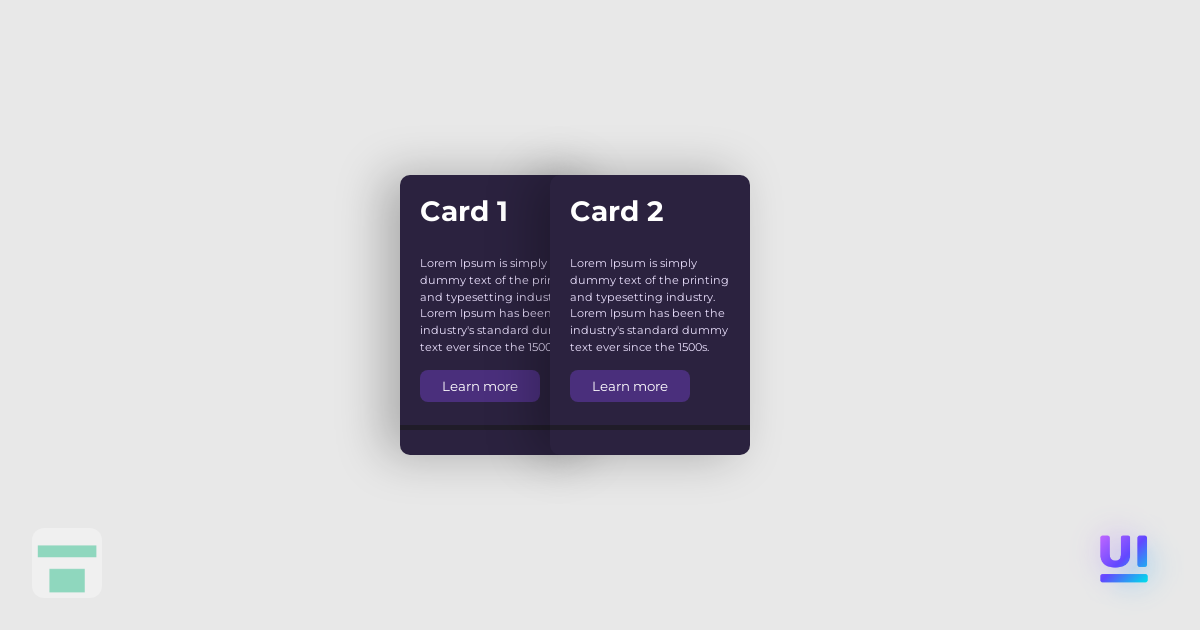 Card 1
Lorem Ipsum is simply
dummy text of the
and typesetting
Lorem Ipsum has been
industry's standard
text ever since the
Learn more
Card 2
Lorem Ipsum is simply
dummy text of the printing
and typesetting industry.
Lorem Ipsum has been the
industry's standard dummy
text ever since the 1500s.
Learn more
UI